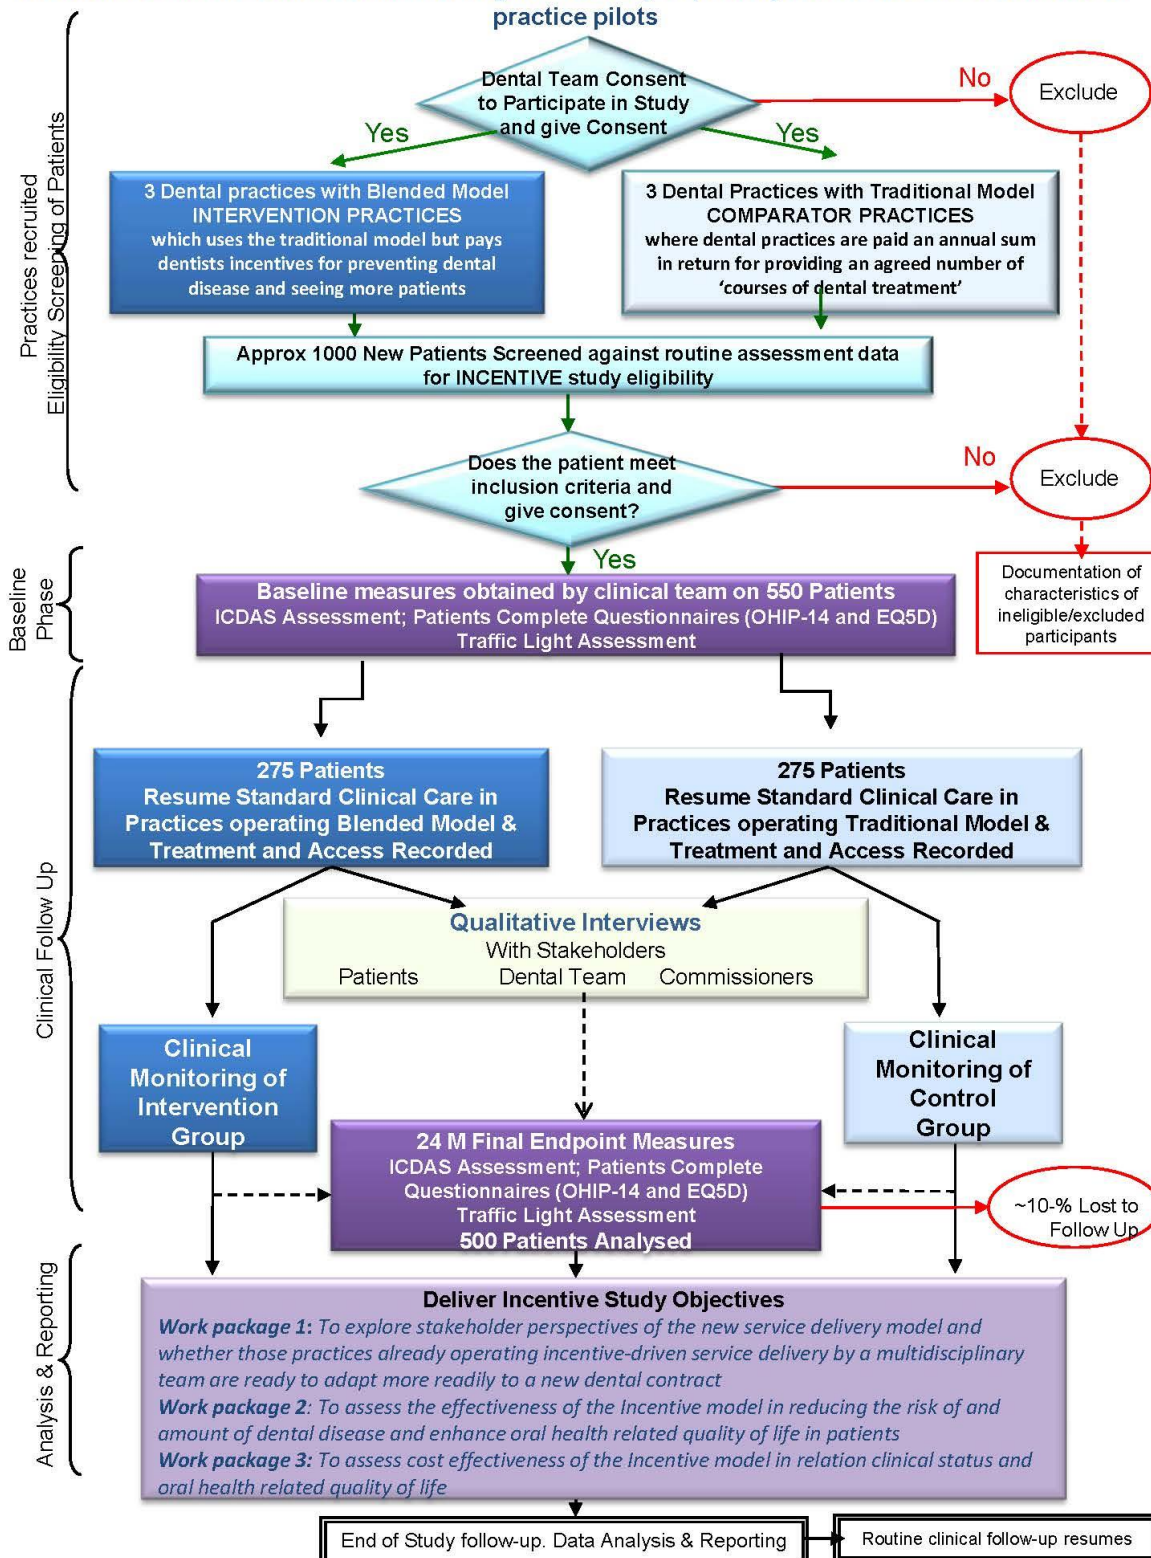 practice pilots
Dental Team Consent
to Participate in Study
and give Consent
No
Exclude
Yes
Yes
3 Dental practices with Blended Model
INTERVENTION PRACTICES
which uses the traditional model but pays
dentists incentives for preventing dental
disease and seeing more patients
3 Dental Practices with Traditional Model
COMPARATOR PRACTICES
where dental practices are paid an annual sum
in return for providing an agreed number of
‘courses of dental treatment’
Practices recruited
Eligibility Screening of Patients
Approx 1000 New Patients Screened against routine assessment data
for INCENTIVE study eligibility
Does the patient meet
inclusion criteria and
give consent?
No
Exclude
Yes
Baseline
Phase
Baseline measures obtained by clinical team on 550 Patients
ICDAS Assessment; Patients Complete Questionnaires (OHIP-14 and EQ5D)
Traffic Light Assessment
Documentation of
characteristics of
ineligible/excluded
participants
Clinical Follow Up
275 Patients
Resume Standard Clinical Care in
Practices operating Blended Model &
Treatment and Access Recorded
275 Patients
Resume Standard Clinical Care in
Practices operating Traditional Model &
Treatment and Access Recorded
Qualitative Interviews
With Stakeholders
Patients Dental Team Commissioners
Clinical
Monitoring of
Intervention
Group
Clinical
Monitoring of
Control
Group
24 M Final Endpoint Measures
ICDAS Assessment; Patients Complete
Questionnaires (OHIP-14 and EQ5D)
Traffic Light Assessment
500 Patients Analysed
~10-% Lost to
Follow Up
Analysis & Reporting
Deliver Incentive Study Objectives
Work package 1: To explore stakeholder perspectives of the new service delivery model and
whether those practices already operating incentive-driven service delivery by a multidisciplinary
team are ready to adapt more readily to a new dental contract
Work package 2: To assess the effectiveness of the Incentive model in reducing the risk of and
amount of dental disease and enhance oral health related quality of life in patients
Work package 3: To assess cost effectiveness of the Incentive model in relation clinical status and
oral health related quality of life
End of Study follow-up. Data Analysis & Reporting
Routine clinical follow-up resumes